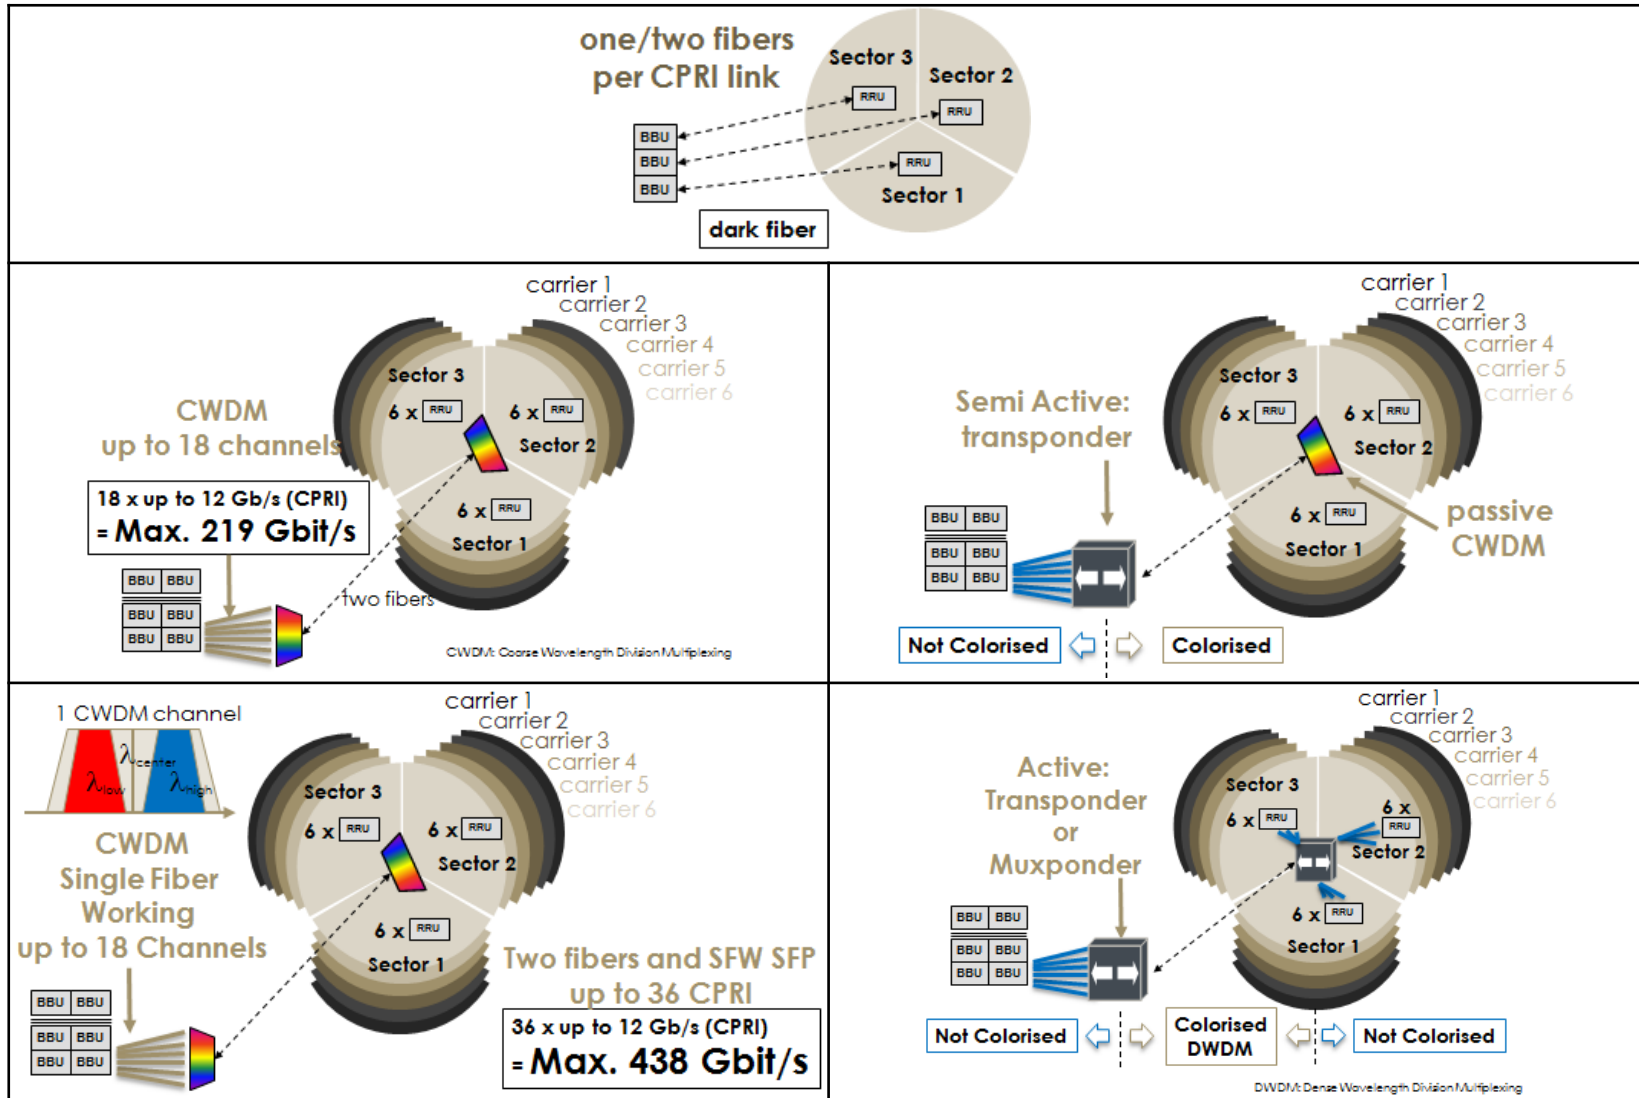 one/two fibers
per CPRI link
Sector 3
Sector 2
RRU
RRU
BBU
BBU
BBU
RRU
Sector 1
dark fiber
carrier 1
carrier 2
carrier 3
carrier 4
carrier 5
carrier 6
Sector 3
6 x RRU
6 x RRU
Sector 2
CWDM
up to 18 channels
18 x up to 12 Gb/s (CPRI)
= Max. 219 Gbit/s
6 x RRU
Sector 1
BBU BBU
BBU BBU
BBU BBU
two fibers
CWDM: Coarse Wavelength Division Multiplexing
carrier 1
carrier 2
carrier 3
carrier 4
carrier 5
carrier 6
Sector 3
6 x RRU
6 x RRU
Sector 2
Semi Active:
transponder
6 x RRU
Sector 1
passive
CWDM
BBU BBU
BBU BBU
BBU BBU
Not Colorised
Colorised
1 CWDM channel
λcenter
λlow
λhigh
carrier 1
carrier 2
carrier 3
carrier 4
carrier 5
carrier 6
Sector 3
6 x RRU
6 x RRU
Sector 2
CWDM
Single Fiber
Working
up to 18 Channels
6 x RRU
Sector 1
BBU BBU
BBU BBU
BBU BBU
Two fibers and SFW SFP
up to 36 CPRI
36 x up to 12 Gb/s (CPRI)
= Max. 438 Gbit/s
carrier 1
carrier 2
carrier 3
carrier 4
carrier 5
carrier 6
Active:
Transponder
or
Muxponder
Sector 3
6 x RRU
6 x
RRU
Sector 2
6 x RRU
Sector 1
BBU BBU
BBU BBU
BBU BBU
Not Colorised
Colorised
DWDM
Not Colorised
DWDM: Dense Wavelength Division Multiplexing